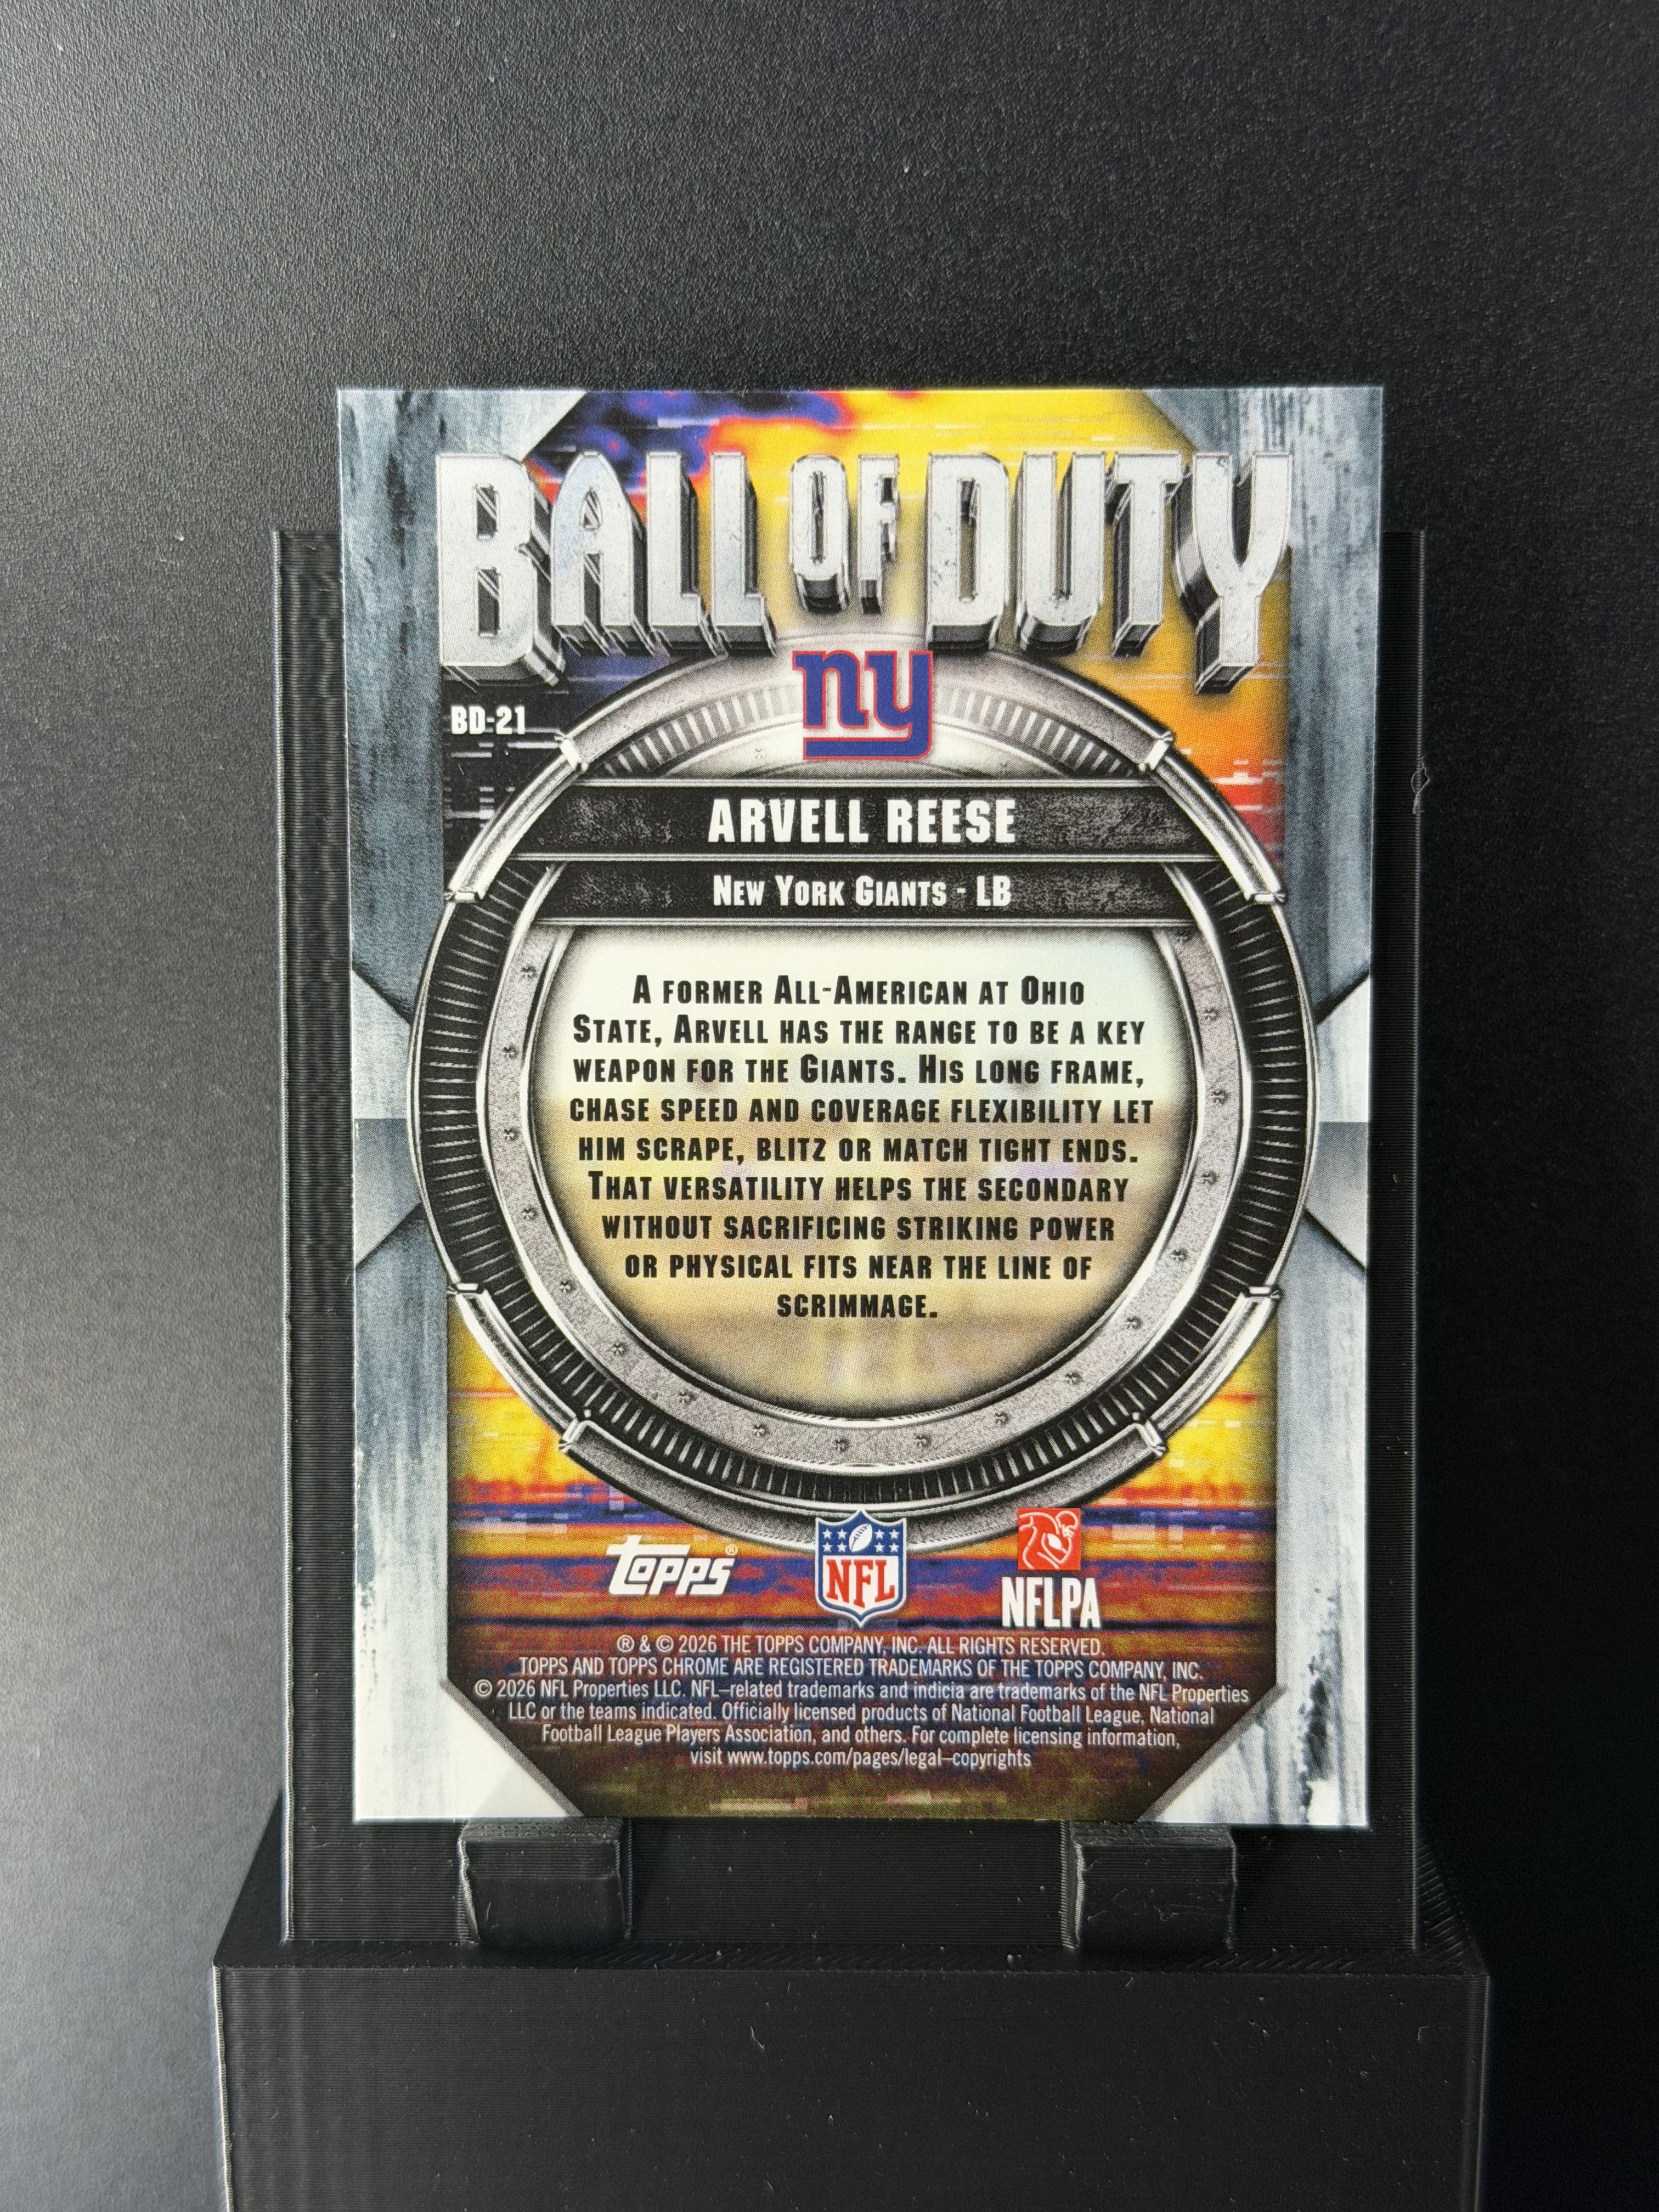 BALL OF DUTY
ny
BD-21
ARVELL REESE
NEW YORK GIANTS - LB
A FORMER ALL-AMERICAN AT OHIO
STATE, ARVELL HAS THE RANGE TO BE A KEY
WEAPON FOR THE GIANTS. HIS LONG FRAME,
CHASE SPEED AND COVERAGE FLEXIBILITY LET
HIM SCRAPE, BLITZ OR MATCH TIGHT ENDS.
THAT VERSATILITY HELPS THE SECONDARY
WITHOUT SACRIFICING STRIKING POWER
OR PHYSICAL FITS NEAR THE LINE OF
SCRIMMAGE.
topps® NFL NFLPA
® & © 2026 THE TOPPS COMPANY, INC. ALL RIGHTS RESERVED.
TOPPS AND TOPPS CHROME ARE REGISTERED TRADEMARKS OF THE TOPPS COMPANY, INC.
© 2026 NFL Properties LLC. NFL-related trademarks and indicia are trademarks of the NFL Properties
LLC or the teams indicated. Officially licensed products of National Football League, National
Football League Players Association, and others. For complete licensing information,
visit www.topps.com/pages/legal-copyrights